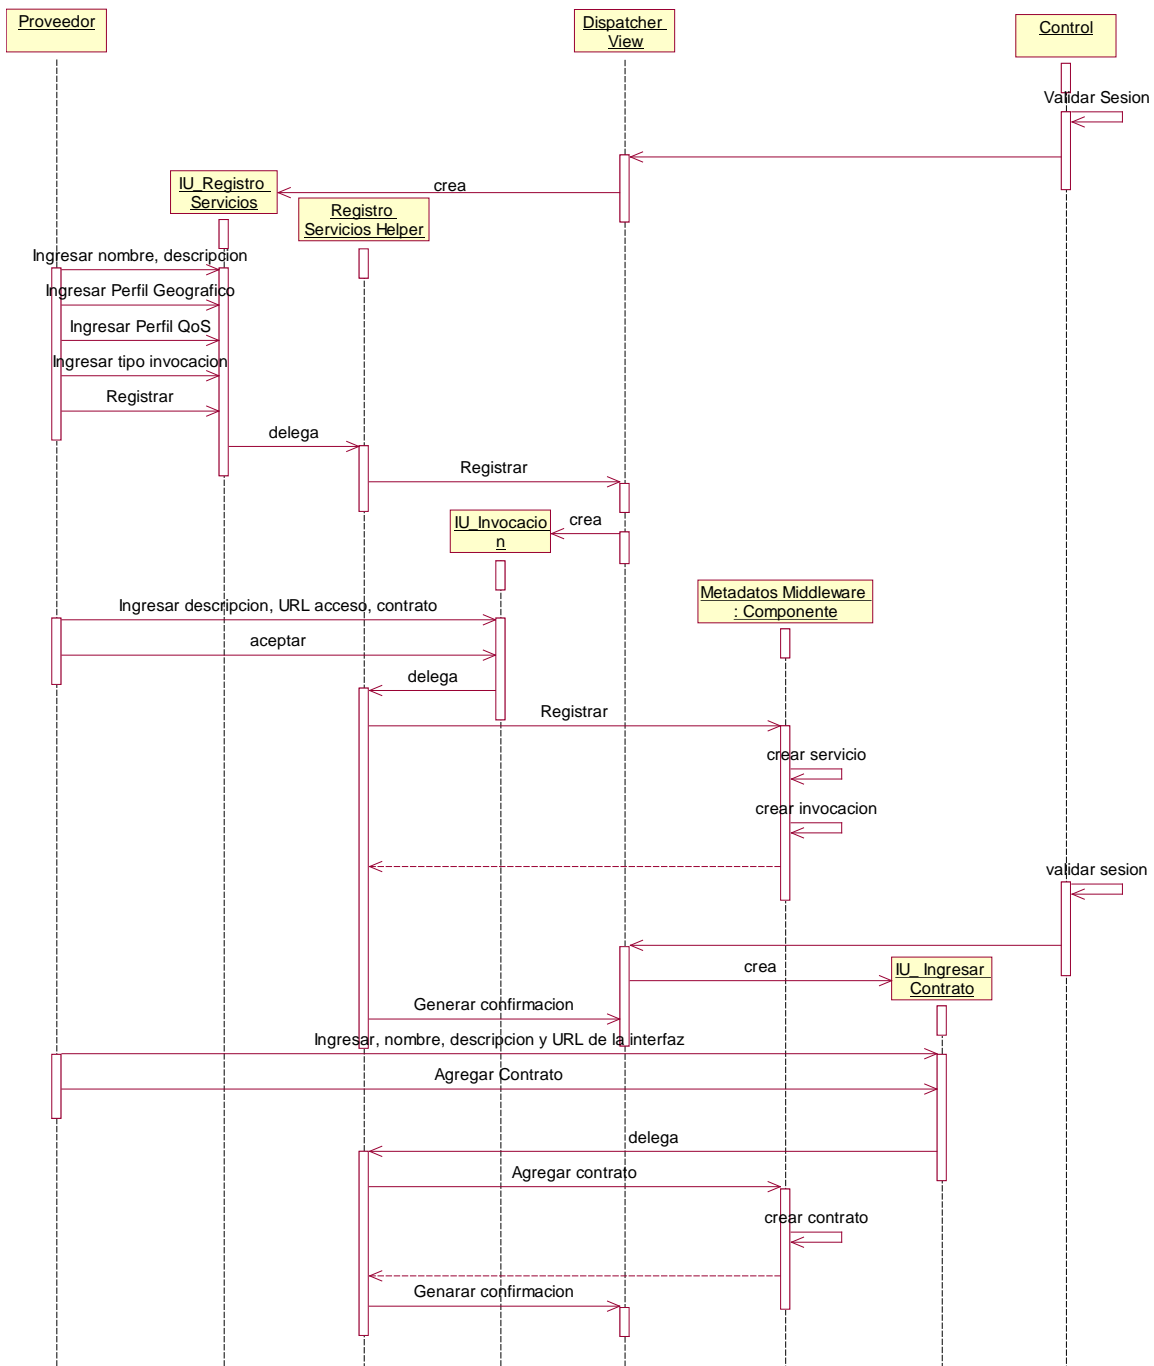 Proveedor
Dispatcher
View
Control
Validar Sesion
IU_Registro
Servicios
crea
Registro
Servicios Helper
Ingresar nombre, descripcion
Ingresar Perfil Geografico
Ingresar Perfil QoS
Ingresar tipo invocacion
Registrar
delega
Registrar
IU_Invocacio
n
crea
Metadatos Middleware
: Componente
Ingresar descripcion, URL acceso, contrato
aceptar
delega
Registrar
crear servicio
crear invocacion
validar sesion
crea
IU_ Ingresar
Contrato
Generar confirmacion
Ingresar, nombre, descripcion y URL de la interfaz
Agregar Contrato
delega
Agregar contrato
crear contrato
Genarar confirmacion